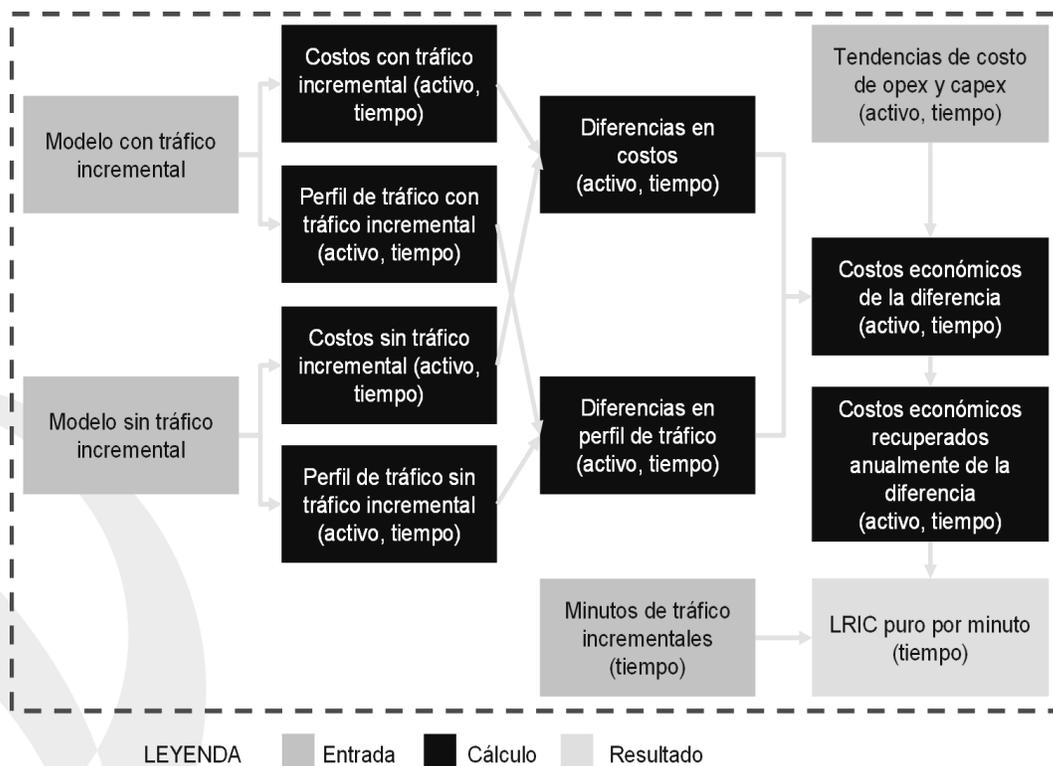 Modelo con tráfico
incremental
Modelo sin tráfico
incremental
Costos con tráfico
incremental (activo,
tiempo)
Perfil de tráfico con
tráfico incremental
(activo, tiempo)
Costos sin tráfico
incremental (activo,
tiempo)
Perfil de tráfico sin
tráfico incremental
(activo, tiempo)
Diferencias en
costos
(activo, tiempo)
Diferencias en
perfil de tráfico
(activo, tiempo)
Minutos de tráfico
incrementales
(tiempo)
Tendencias de costo
de opex y capex
(activo, tiempo)
Costos económicos
de la diferencia
(activo, tiempo)
Costos económicos
recuperados
anualmente de la
diferencia
(activo, tiempo)
LRIC puro por minuto
(tiempo)
LEYENDA
Entrada
Cálculo
Resultado